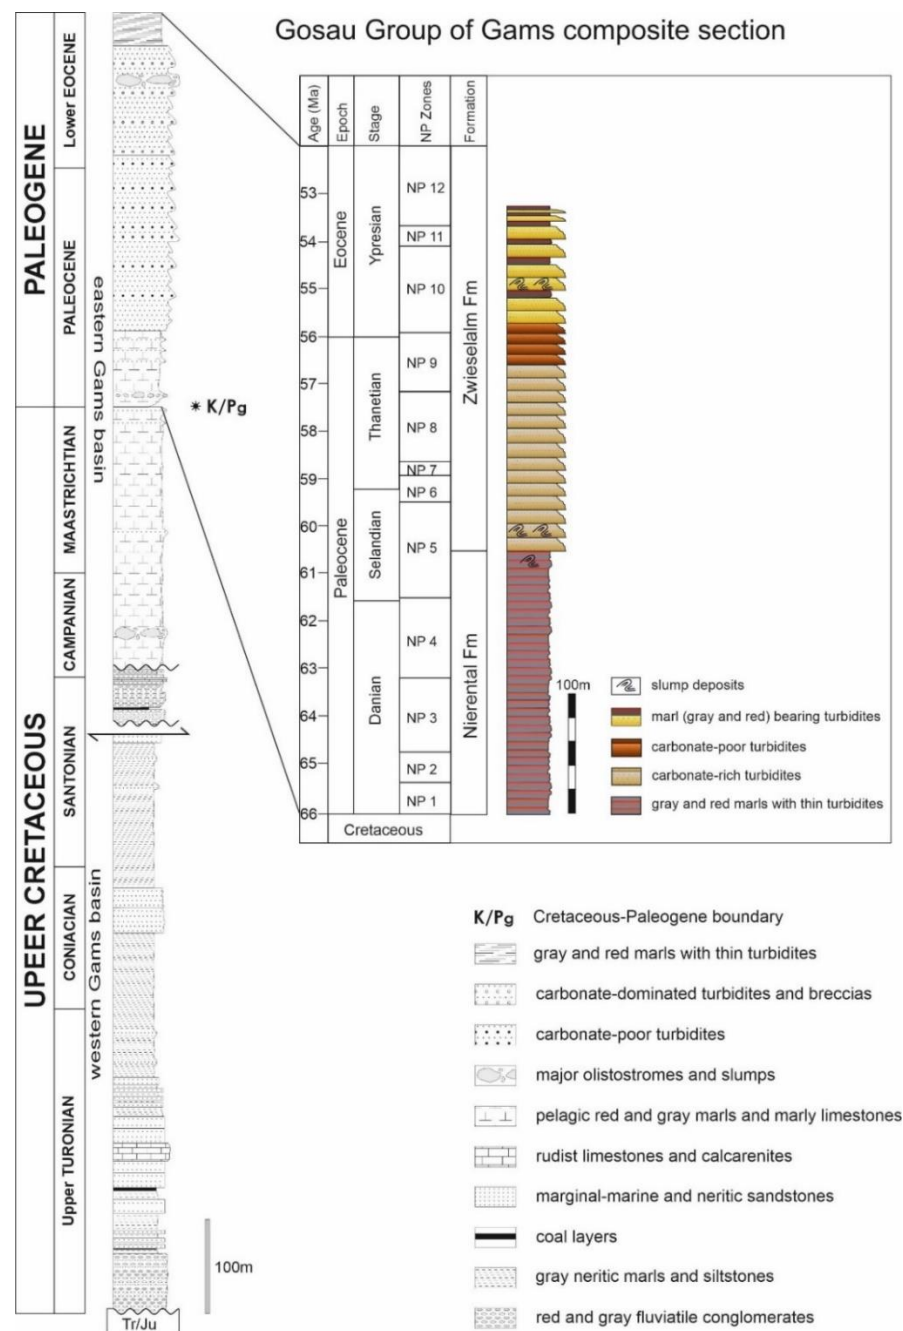 Gosau Group of Gams composite section
PALEOGENE
UPEER CRETACEOUS
Lower EOCENE
PALEOCENE
MAASTRICHTIAN
CAMPANIAN
SANTONIAN
CONIACIAN
Upper TURONIAN
eastern Gams basin
western Gams basin
✷ K/Pg
100m
Tr/Ju
Age (Ma)
Epoch
Stage
NP Zones
Formation
53
54
55
56
57
58
59
60
61
62
63
64
65
66
Eocene
Paleocene
Ypresian
Thanetian
Selandian
Danian
NP 12
NP 11
NP 10
NP 9
NP 8
NP 7
NP 6
NP 5
NP 4
NP 3
NP 2
NP 1
Zwieselalm Fm
Nierental Fm
Cretaceous
100m
slump deposits
marl (gray and red) bearing turbidites
carbonate-poor turbidites
carbonate-rich turbidites
gray and red marls with thin turbidites
K/Pg Cretaceous-Paleogene boundary
gray and red marls with thin turbidites
carbonate-dominated turbidites and breccias
carbonate-poor turbidites
major olistostromes and slumps
pelagic red and gray marls and marly limestones
rudist limestones and calcarenites
marginal-marine and neritic sandstones
coal layers
gray neritic marls and siltstones
red and gray fluviatile conglomerates